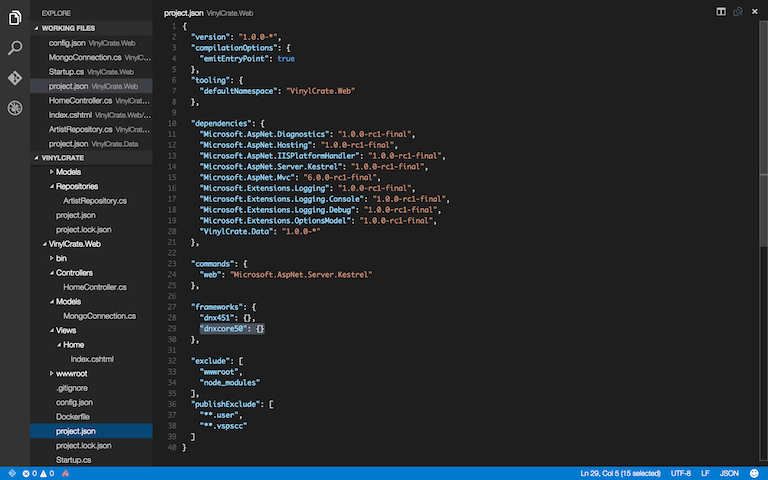 EXPLORE
WORKING FILES
config.json VinylCrate.Web
MongoConnection.cs VinylC...
Startup.cs VinylCrate.Web
project.json VinylCrate.Web
HomeController.cs VinylCrat...
Index.cshtml VinylCrate.Web/...
ArtistRepository.cs VinylCrat...
project.json VinylCrate.Data
VINYLCRATE
Models
Repositories
ArtistRepository.cs
project.json
project.lock.json
VinylCrate.Web
bin
Controllers
HomeController.cs
Models
MongoConnection.cs
Views
Home
Index.cshtml
wwwroot
.gitignore
config.json
Dockerfile
project.json
project.lock.json
Startup.cs
project.json VinylCrate.Web
1 {
2 "version": "1.0.0-*",
3 "compilationOptions": {
4 "emitEntryPoint": true
5 },
6 "tooling": {
7 "defaultNamespace": "VinylCrate.Web"
8 },
9
10 "dependencies": {
11 "Microsoft.AspNet.Diagnostics": "1.0.0-rc1-final",
12 "Microsoft.AspNet.Hosting": "1.0.0-rc1-final",
13 "Microsoft.AspNet.IISPlatformHandler": "1.0.0-rc1-final",
14 "Microsoft.AspNet.Server.Kestrel": "1.0.0-rc1-final",
15 "Microsoft.AspNet.Mvc": "6.0.0-rc1-final",
16 "Microsoft.Extensions.Logging": "1.0.0-rc1-final",
17 "Microsoft.Extensions.Logging.Console": "1.0.0-rc1-final",
18 "Microsoft.Extensions.Logging.Debug": "1.0.0-rc1-final",
19 "Microsoft.Extensions.OptionsModel": "1.0.0-rc1-final",
20 "VinylCrate.Data": "1.0.0-*"
21 },
22
23 "commands": {
24 "web": "Microsoft.AspNet.Server.Kestrel"
25 },
26
27 "frameworks": {
28 "dnx451": {},
29 "dnxcore50": {}
30 },
31
32 "exclude": [
33 "wwwroot",
34 "node_modules"
35 ],
36 "publishExclude": [
37 "**.user",
38 "**.vspscc"
39 ]
40 }
0 0
Ln 29, Col 5 (15 selected) UTF-8 LF JSON